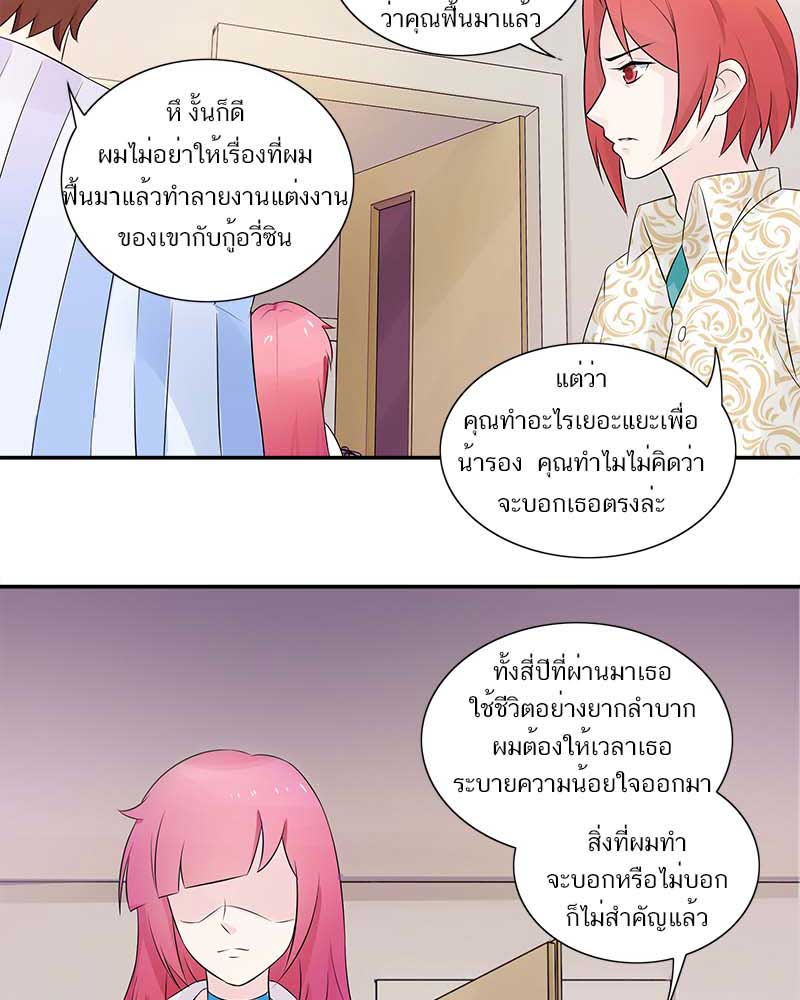 ว่าคุณฟื้นมาแล้ว
หึ งั้นก็ดี
ผมไม่อย่าให้เรื่องที่ผม
ฟื้นมาแล้วทำลายงานแต่งงาน
ของเขากับกู้อวี่ซิน
แต่ว่า
คุณทำอะไรเยอะแยะเพื่อ
น้ารอง คุณทำไมไม่คิดว่า
จะบอกเธอตรงล่ะ
ทั้งสี่ปีที่ผ่านมาเธอ
ใช้ชีวิตอย่างยากลำบาก
ผมต้องให้เวลาเธอ
ระบายความน้อยใจออกมา
สิ่งที่ผมทำ
จะบอกหรือไม่บอก
ก็ไม่สำคัญแล้ว